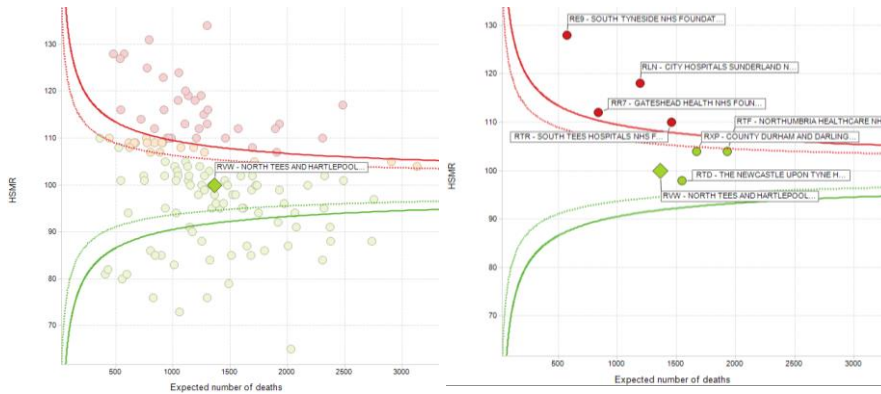 130
120
110
100
90
80
70
HSMR
RVW - NORTH TEES AND HARTLEPOOL...
500
1000
1500
2000
2500
3000
Expected number of deaths
130
120
110
100
90
80
70
HSMR
RE9 - SOUTH TYNESIDE NHS FOUNDAT...
RLN - CITY HOSPITALS SUNDERLAND N...
RR7 - GATESHEAD HEALTH NHS FOUN...
RTF - NORTHUMBRIA HEALTHCARE NH
RTR - SOUTH TEES HOSPITALS NHS F...
RXP - COUNTY DURHAM AND DARLING...
RTD - THE NEWCASTLE UPON TYNE H...
RVW - NORTH TEES AND HARTLEPOOL...
500
1000
1500
2000
2500
3000
Expected number of deaths